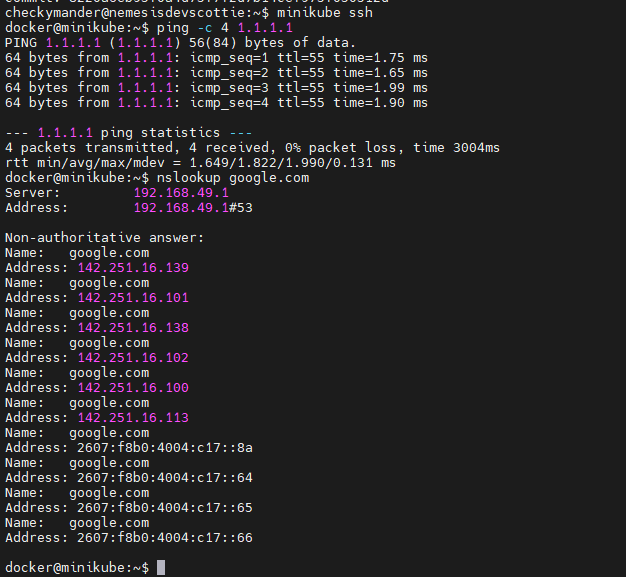 checkymander@nemesisdevscottie:~$ minikube ssh
docker@minikube:~$ ping -c 4 1.1.1.1
PING 1.1.1.1 (1.1.1.1) 56(84) bytes of data.
64 bytes from 1.1.1.1: icmp_seq=1 ttl=55 time=1.75 ms
64 bytes from 1.1.1.1: icmp_seq=2 ttl=55 time=1.65 ms
64 bytes from 1.1.1.1: icmp_seq=3 ttl=55 time=1.99 ms
64 bytes from 1.1.1.1: icmp_seq=4 ttl=55 time=1.90 ms

--- 1.1.1.1 ping statistics ---
4 packets transmitted, 4 received, 0% packet loss, time 3004ms
rtt min/avg/max/mdev = 1.649/1.822/1.990/0.131 ms
docker@minikube:~$ nslookup google.com
Server:         192.168.49.1
Address:        192.168.49.1#53

Non-authoritative answer:
Name:   google.com
Address: 142.251.16.139
Name:   google.com
Address: 142.251.16.101
Name:   google.com
Address: 142.251.16.138
Name:   google.com
Address: 142.251.16.102
Name:   google.com
Address: 142.251.16.100
Name:   google.com
Address: 142.251.16.113
Name:   google.com
Address: 2607:f8b0:4004:c17::8a
Name:   google.com
Address: 2607:f8b0:4004:c17::64
Name:   google.com
Address: 2607:f8b0:4004:c17::65
Name:   google.com
Address: 2607:f8b0:4004:c17::66

docker@minikube:~$